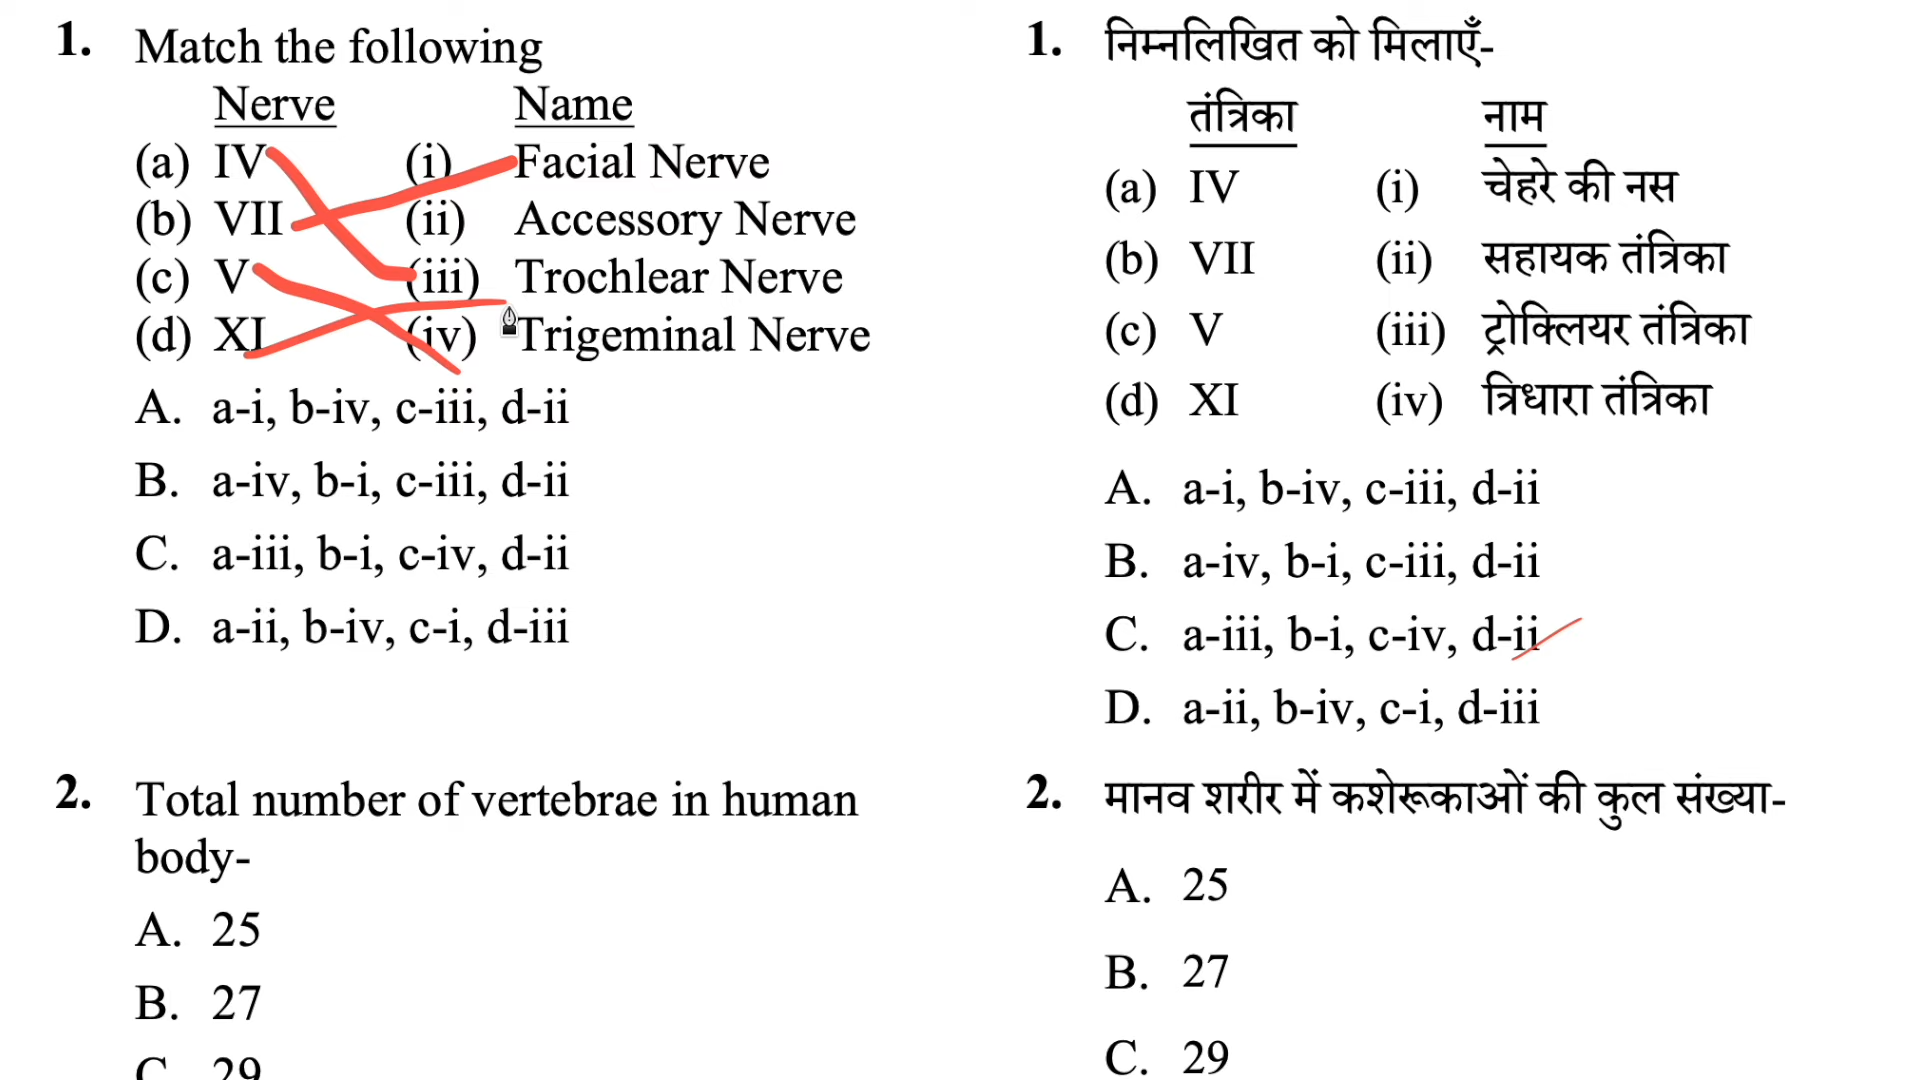 1. Match the following
Nerve Name
(a) IV (i) Facial Nerve
(b) VII (ii) Accessory Nerve
(c) V (iii) Trochlear Nerve
(d) XI (iv) Trigeminal Nerve
A. a-i, b-iv, c-iii, d-ii
B. a-iv, b-i, c-iii, d-ii
C. a-iii, b-i, c-iv, d-ii
D. a-ii, b-iv, c-i, d-iii
2. Total number of vertebrae in human
body-
A. 25
B. 27
C 29
1. निम्नलिखित को मिलाएँ-
तंत्रिका नाम
(a) IV (i) चेहरे की नस
(b) VII (ii) सहायक तंत्रिका
(c) V (iii) ट्रोक्लियर तंत्रिका
(d) XI (iv) त्रिधारा तंत्रिका
A. a-i, b-iv, c-iii, d-ii
B. a-iv, b-i, c-iii, d-ii
C. a-iii, b-i, c-iv, d-ii
D. a-ii, b-iv, c-i, d-iii
2. मानव शरीर में कशेरूकाओं की कुल संख्या-
A. 25
B. 27
C. 29